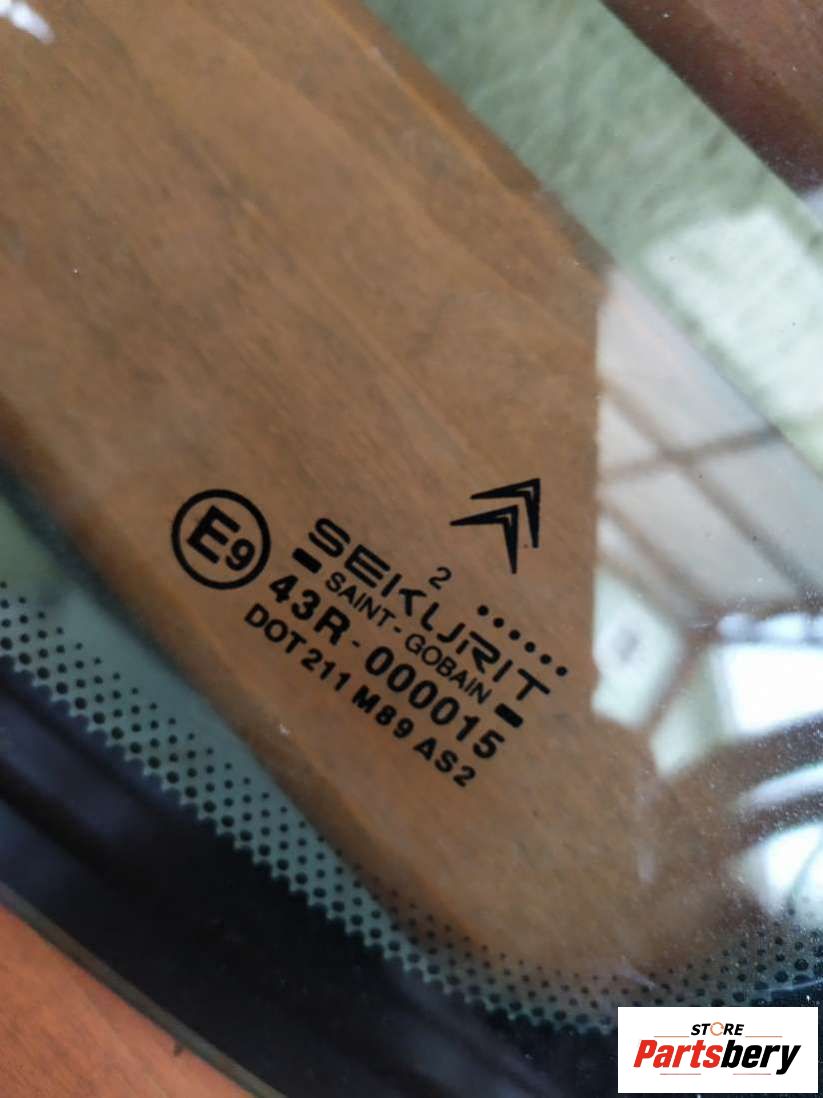 E9
SEKURIT
SAINT-GOBAIN
2 ......
43R-000015
DOT 211 M89 AS2
STORE
Partsbery